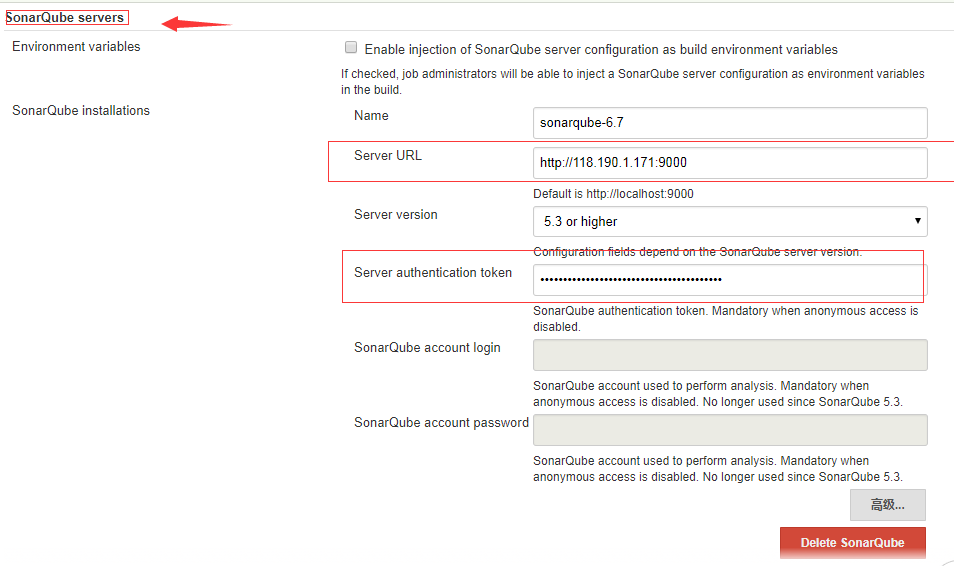 SonarQube servers
Environment variables
Enable injection of SonarQube server configuration as build environment variables
If checked, job administrators will be able to inject a SonarQube server configuration as environment variables
in the build.
SonarQube installations
Name
sonarqube-6.7
Server URL
http://118.190.1.171:9000
Default is http://localhost:9000
Server version
5.3 or higher
Configuration fields depend on the SonarQube server version.
Server authentication token
••••••••••••••••••••••••••••••••••••••••
SonarQube authentication token. Mandatory when anonymous access is
disabled.
SonarQube account login
SonarQube account used to perform analysis. Mandatory when
anonymous access is disabled. No longer used since SonarQube 5.3.
SonarQube account password
SonarQube account used to perform analysis. Mandatory when
anonymous access is disabled. No longer used since SonarQube 5.3.
高级...
Delete SonarQube